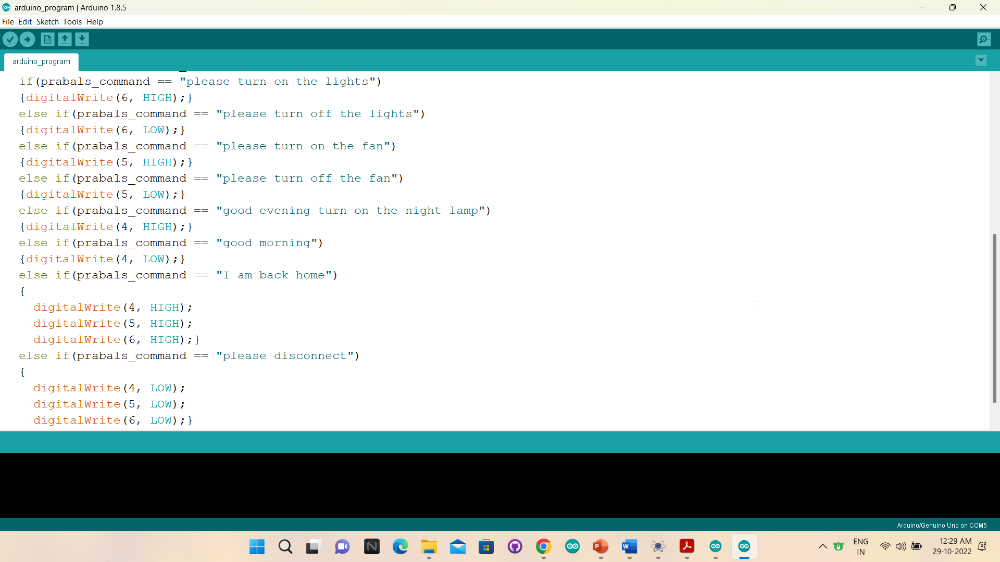 arduino_program | Arduino 1.8.5
File Edit Sketch Tools Help
arduino_program
if(prabals_command == "please turn on the lights")
{digitalWrite(6, HIGH);}
else if(prabals_command == "please turn off the lights")
{digitalWrite(6, LOW);}
else if(prabals_command == "please turn on the fan")
{digitalWrite(5, HIGH);}
else if(prabals_command == "please turn off the fan")
{digitalWrite(5, LOW);}
else if(prabals_command == "good evening turn on the night lamp")
{digitalWrite(4, HIGH);}
else if(prabals_command == "good morning")
{digitalWrite(4, LOW);}
else if(prabals_command == "I am back home")
{
digitalWrite(4, HIGH);
digitalWrite(5, HIGH);
digitalWrite(6, HIGH);}
else if(prabals_command == "please disconnect")
{
digitalWrite(4, LOW);
digitalWrite(5, LOW);
digitalWrite(6, LOW);}
Arduino/Genuino Uno on COM5
ENG
IN
12:29 AM
29-10-2022